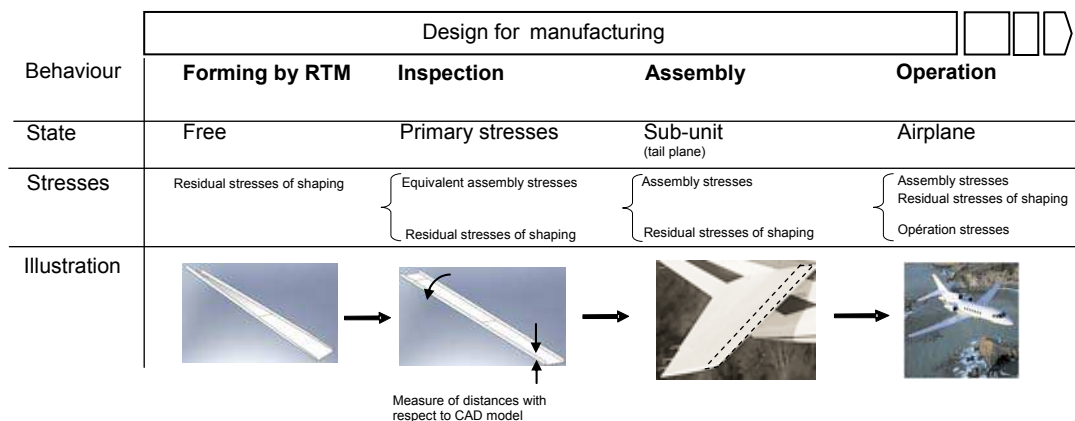 Design for manufacturing
Behaviour Forming by RTM Inspection Assembly Operation
State Free Primary stresses Sub-unit Airplane
(tail plane)
Stresses Residual stresses of shaping Equivalent assembly stresses Assembly stresses Assembly stresses
Residual stresses of shaping
Residual stresses of shaping Residual stresses of shaping Opération stresses
Illustration
Measure of distances with
respect to CAD model